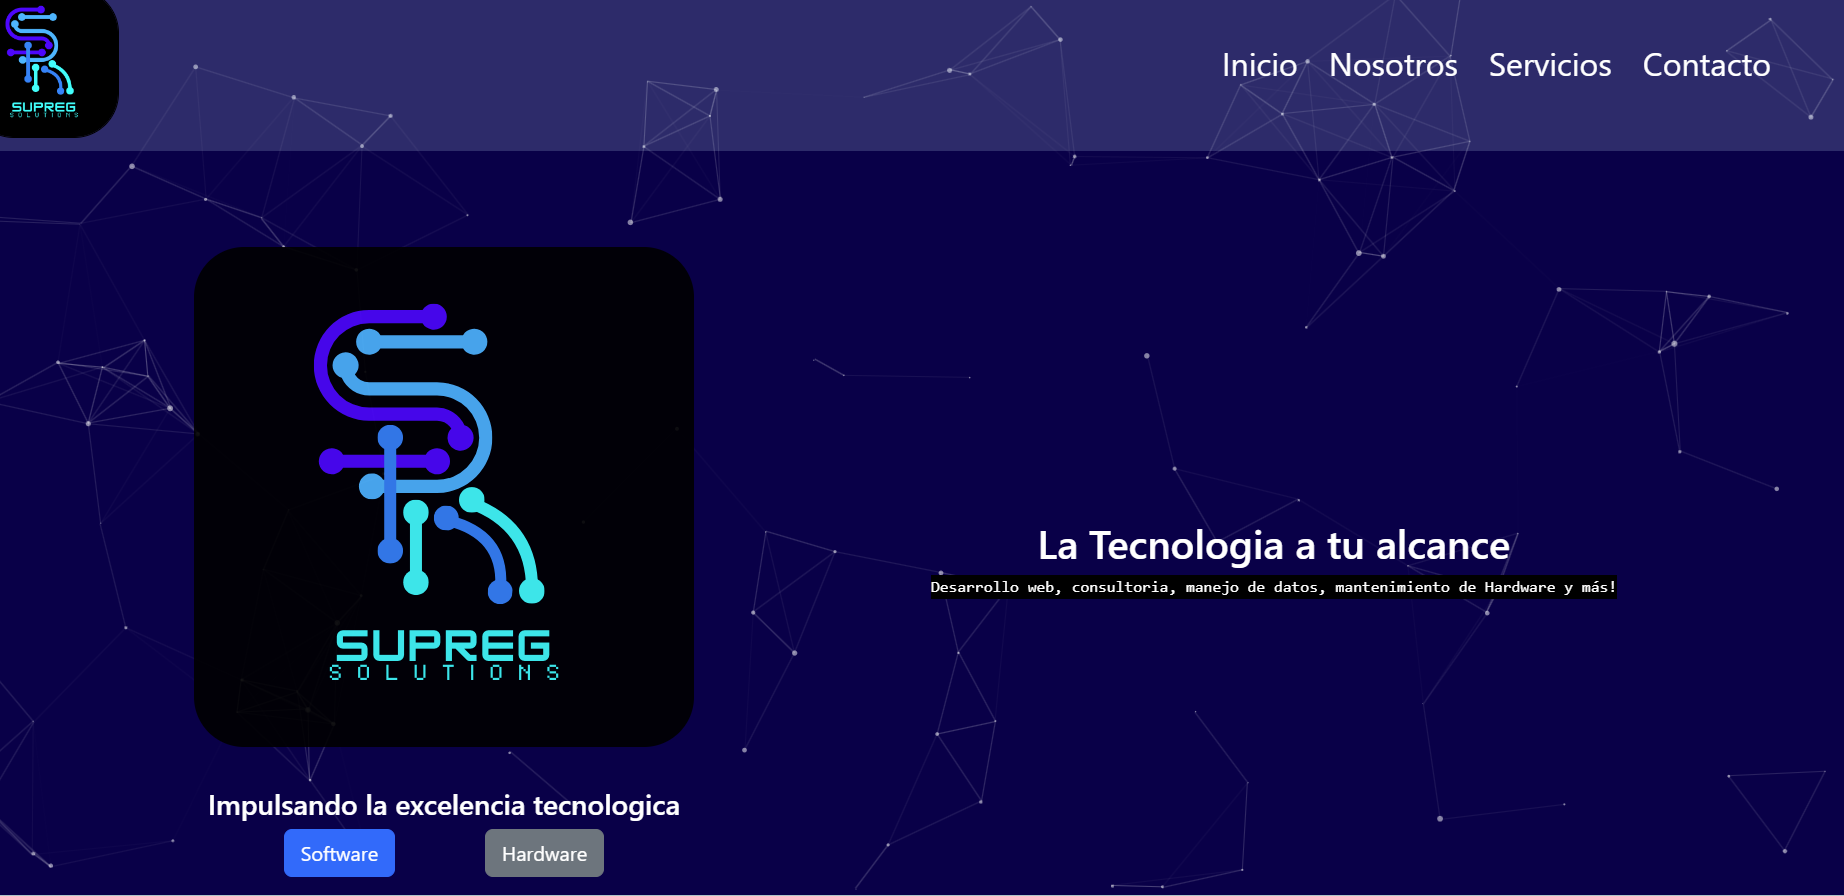 SUPREG
SOLUTIONS
Inicio Nosotros Servicios Contacto
SUPREG
SOLUTIONS
La Tecnologia a tu alcance
Desarrollo web, consultoria, manejo de datos, mantenimiento de Hardware y más!
Impulsando la excelencia tecnologica
Software Hardware